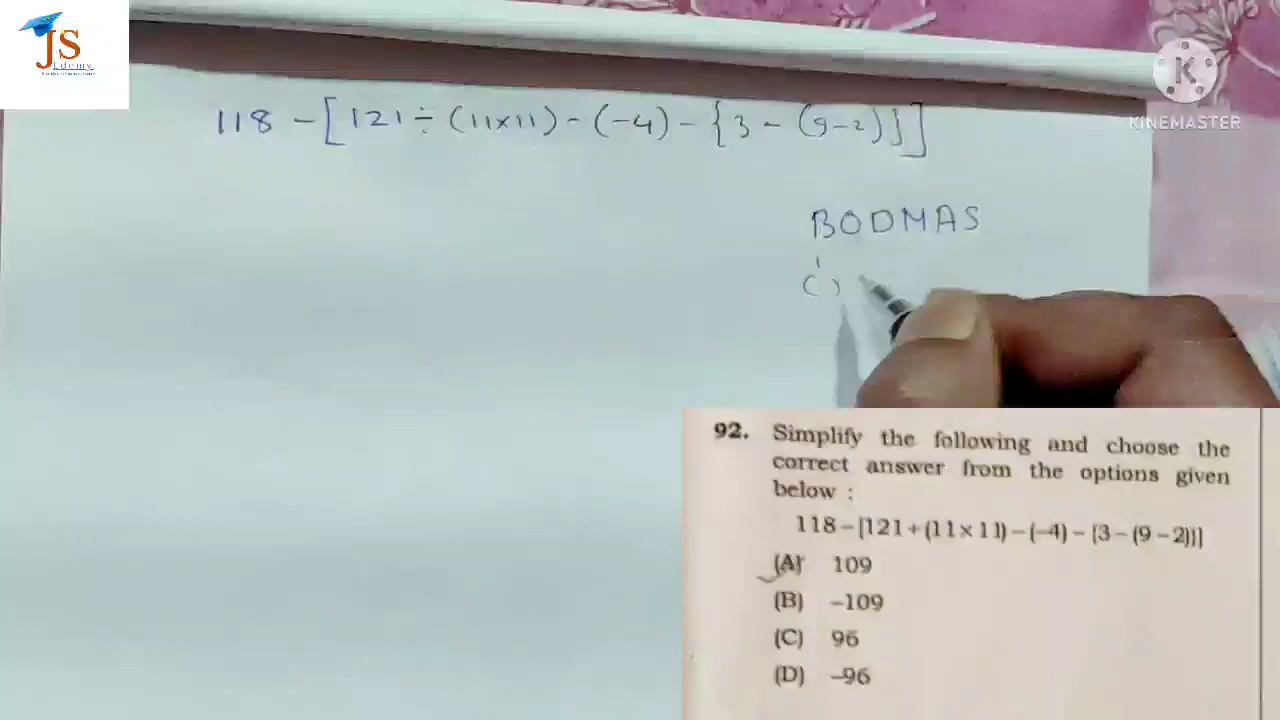 JS
Edemy
KINEMASTER
118 - [121 ÷ (11×11) - (-4) - {3 - (9-2)}]
BODMAS
( )
92. Simplify the following and choose the
correct answer from the options given
below :
118 – [121 ÷ (11 × 11) – (–4) – {3 – (9 – 2)}]
(A) 109
(B) –109
(C) 96
(D) –96